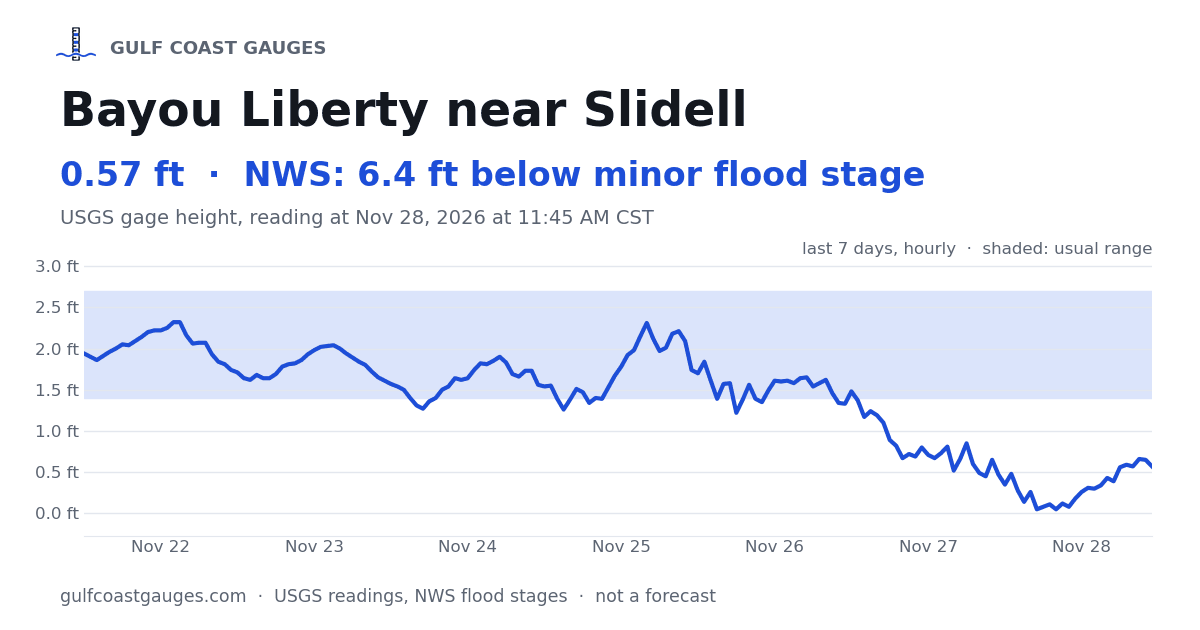 GULF COAST GAUGES
Bayou Liberty near Slidell
0.57 ft · NWS: 6.4 ft below minor flood stage
USGS gage height, reading at Nov 28, 2026 at 11:45 AM CST
last 7 days, hourly · shaded: usual range
3.0 ft
2.5 ft
2.0 ft
1.5 ft
1.0 ft
0.5 ft
0.0 ft
Nov 22 Nov 23 Nov 24 Nov 25 Nov 26 Nov 27 Nov 28
gulfcoastgauges.com · USGS readings, NWS flood stages · not a forecast